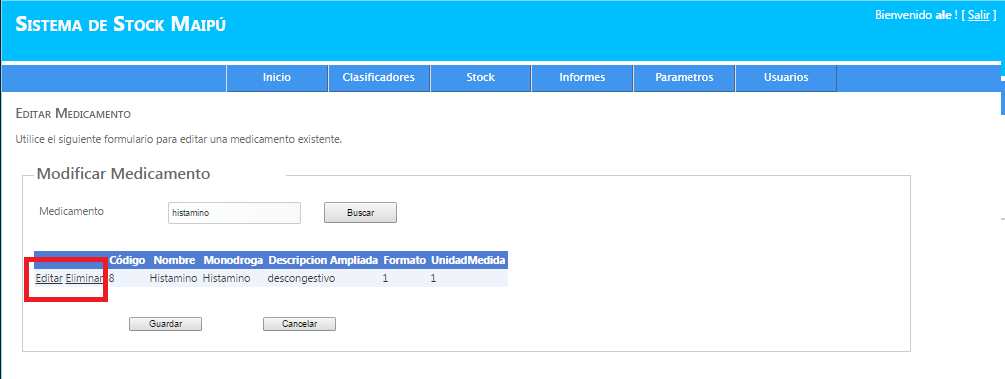 SISTEMA DE STOCK MAIPÚ
Bienvenido ale ! [ Salir ]
Inicio Clasificadores Stock Informes Parametros Usuarios
EDITAR MEDICAMENTO
Utilice el siguiente formulario para editar una medicamento existente.
Modificar Medicamento
Medicamento histamino Buscar
Código Nombre Monodroga Descripcion Ampliada Formato UnidadMedida
Editar Eliminar 8 Histamino Histamino descongestivo 1 1
Guardar Cancelar